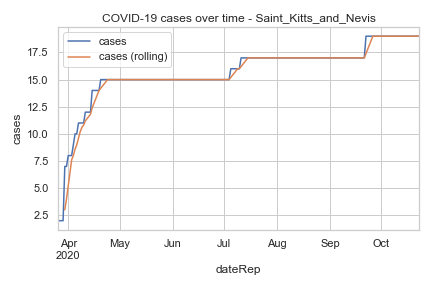 COVID-19 cases over time - Saint_Kitts_and_Nevis
cases
cases (rolling)
cases
17.5
15.0
12.5
10.0
7.5
5.0
2.5
Apr May Jun Jul Aug Sep Oct
2020
dateRep